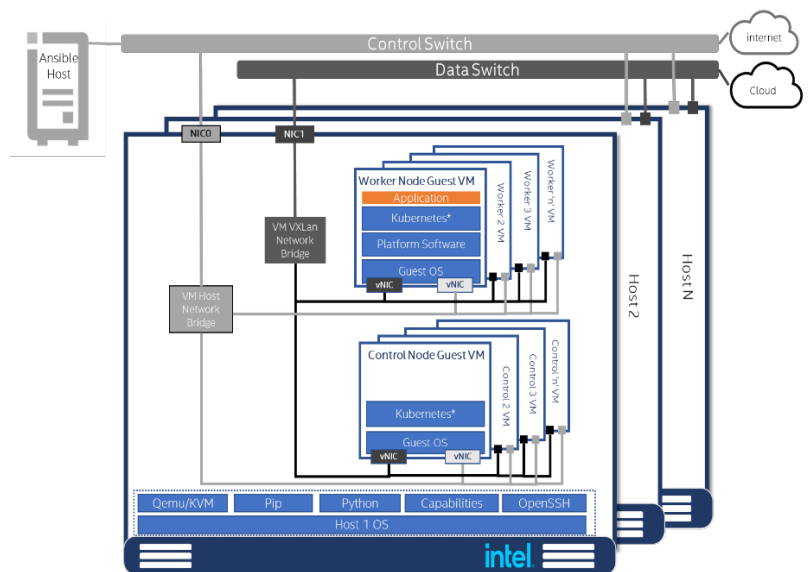 Ansible
Host
Control Switch
internet
Data Switch
Cloud
NIC0
NIC1
Worker Node Guest VM
Application
Kubernetes*
Platform Software
Guest OS
vNIC
vNIC
Worker 2 VM
Worker 3 VM
Worker 'n' VM
VM VXLan
Network
Bridge
VM Host
Network
Bridge
Host 2
Host N
Control Node Guest VM
Kubernetes*
Guest OS
vNIC
vNIC
Control 2 VM
Control 3 VM
Control 'n' VM
Qemu/KVM
Pip
Python
Capabilities
OpenSSH
Host 1 OS
intel